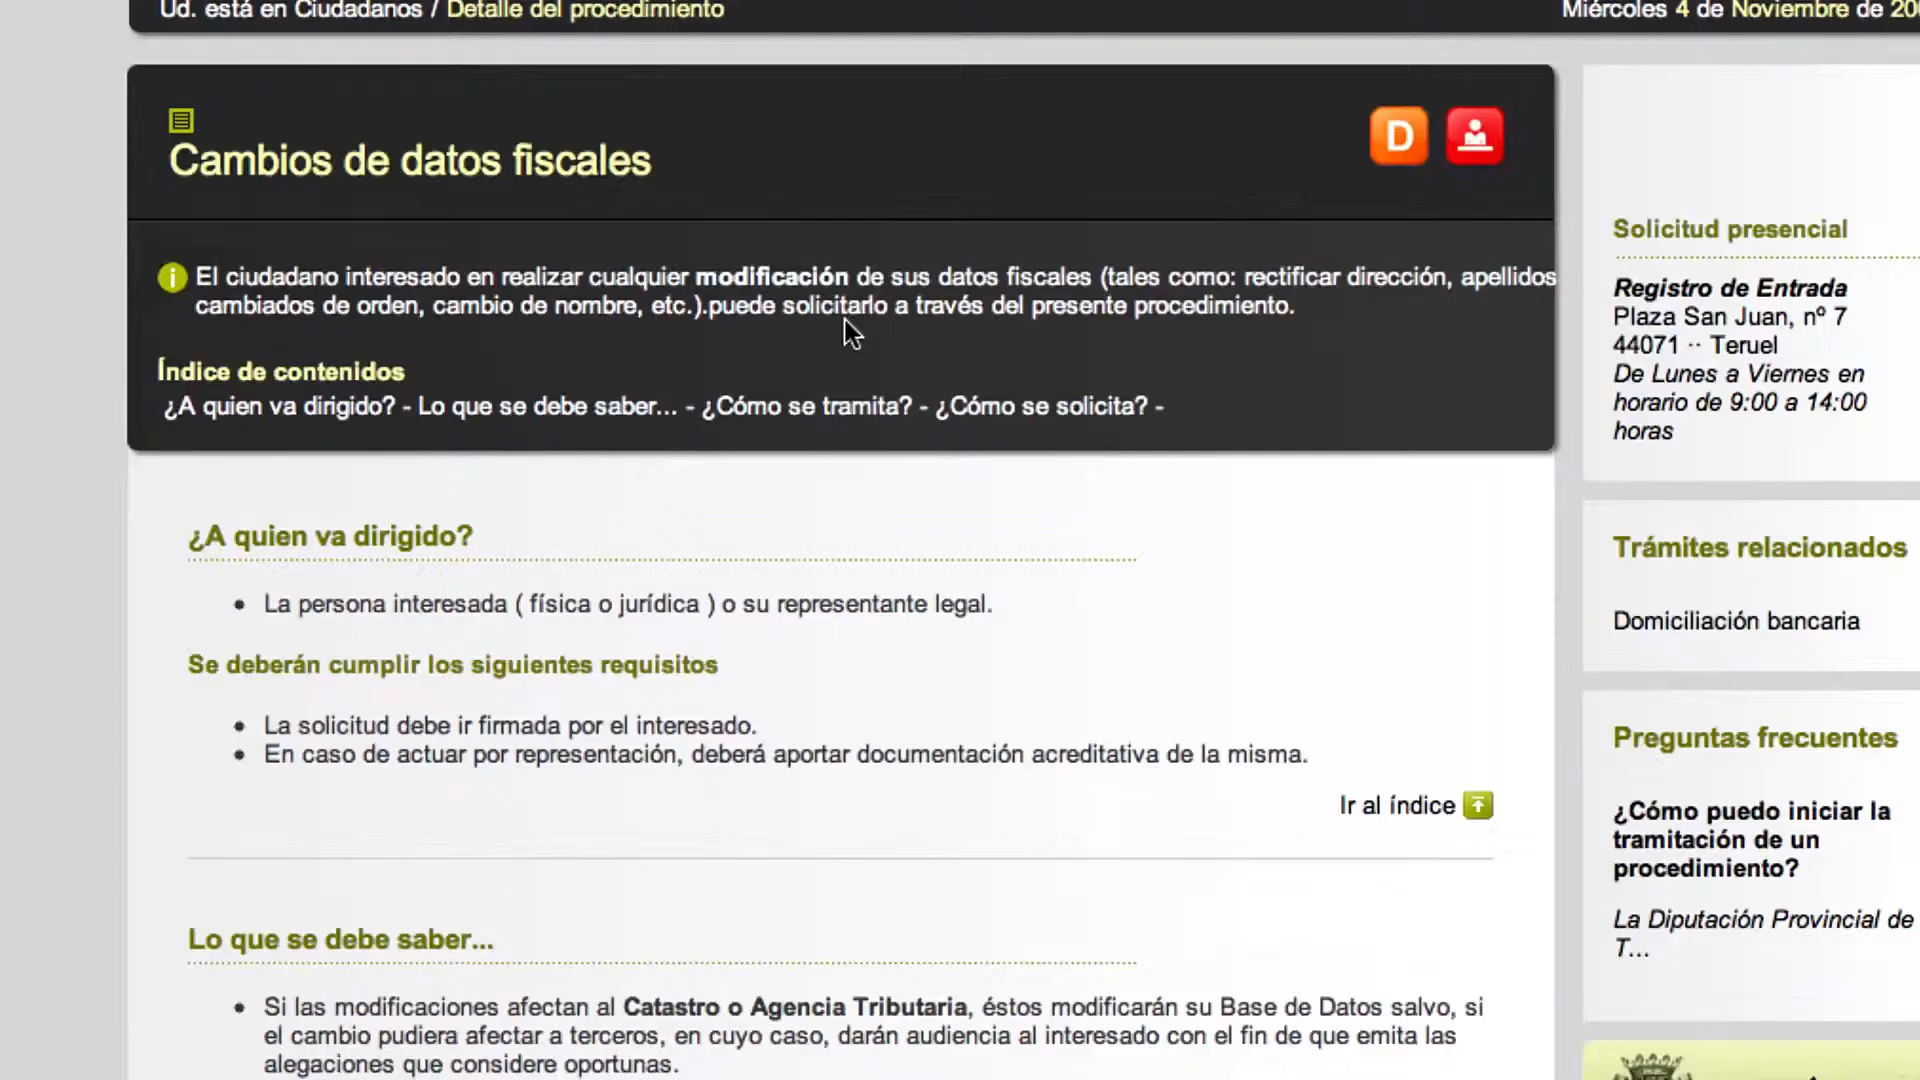 Ud. está en Ciudadanos / Detalle del procedimiento
Miércoles 4 de Noviembre de 20
Cambios de datos fiscales
D
El ciudadano interesado en realizar cualquier modificación de sus datos fiscales (tales como: rectificar dirección, apellidos
cambiados de orden, cambio de nombre, etc.).puede solicitarlo a través del presente procedimiento.
Índice de contenidos
¿A quien va dirigido? - Lo que se debe saber... - ¿Cómo se tramita? - ¿Cómo se solicita? -
¿A quien va dirigido?
La persona interesada ( física o jurídica ) o su representante legal.
Se deberán cumplir los siguientes requisitos
La solicitud debe ir firmada por el interesado.
En caso de actuar por representación, deberá aportar documentación acreditativa de la misma.
Ir al índice
Lo que se debe saber...
Si las modificaciones afectan al Catastro o Agencia Tributaria, éstos modificarán su Base de Datos salvo, si
el cambio pudiera afectar a terceros, en cuyo caso, darán audiencia al interesado con el fin de que emita las
alegaciones que considere oportunas.
Solicitud presencial
Registro de Entrada
Plaza San Juan, nº 7
44071 ·· Teruel
De Lunes a Viernes en
horario de 9:00 a 14:00
horas
Trámites relacionados
Domiciliación bancaria
Preguntas frecuentes
¿Cómo puedo iniciar la
tramitación de un
procedimiento?
La Diputación Provincial de
T...